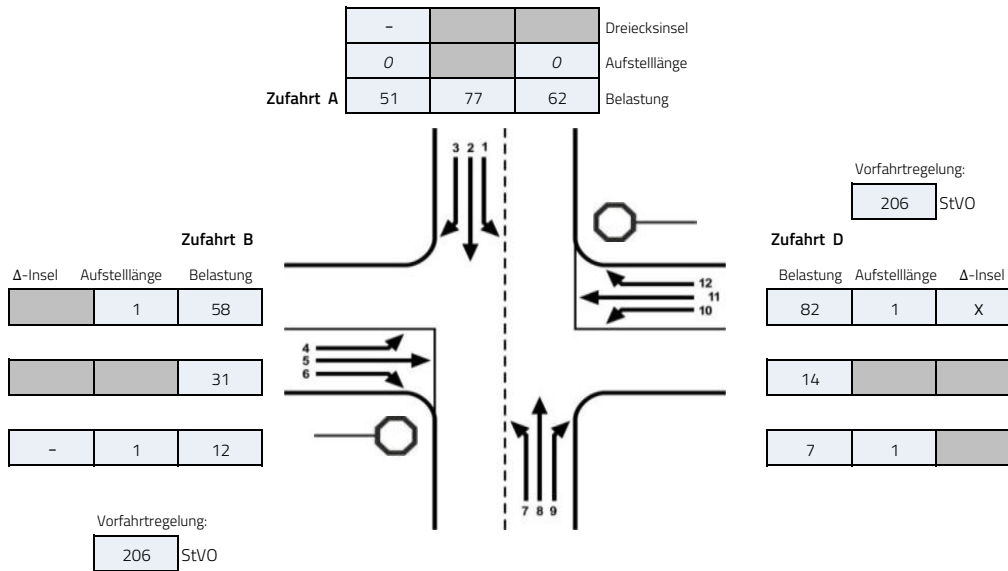 - Dreiecksinsel
0 0 Aufstelllänge
Zufahrt A 51 77 62 Belastung
3 2 1
Vorfahrtregelung:
206 StVO
Zufahrt B
Δ-Insel Aufstelllänge Belastung
1 58
31
- 1 12
Vorfahrtregelung:
206 StVO
4
5
6
Zufahrt D
Belastung Aufstelllänge Δ-Insel
82 1 X
14
7 1
12
11
10
7 8 9